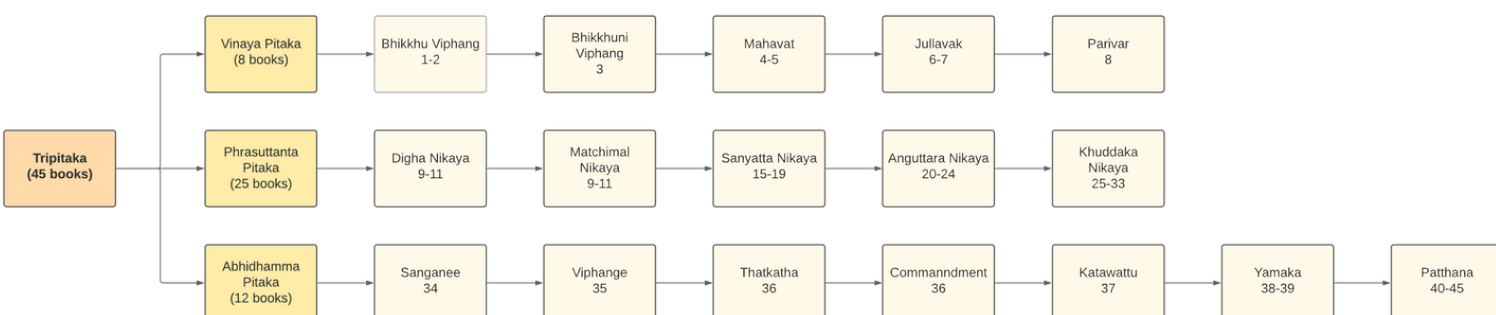 Vinaya Pitaka
(8 books)
Bhikkhu Viphang
1-2
Bhikkhuni
Viphang
3
Mahavat
4-5
Jullavak
6-7
Parivar
8
Tripitaka
(45 books)
Phrasuttanta
Pitaka
(25 books)
Digha Nikaya
9-11
Matchimal
Nikaya
9-11
Sanyatta Nikaya
15-19
Anguttara Nikaya
20-24
Khuddaka
Nikaya
25-33
Abhidhamma
Pitaka
(12 books)
Sanganee
34
Viphange
35
Thatkatha
36
Commanndment
36
Katawattu
37
Yamaka
38-39
Patthana
40-45